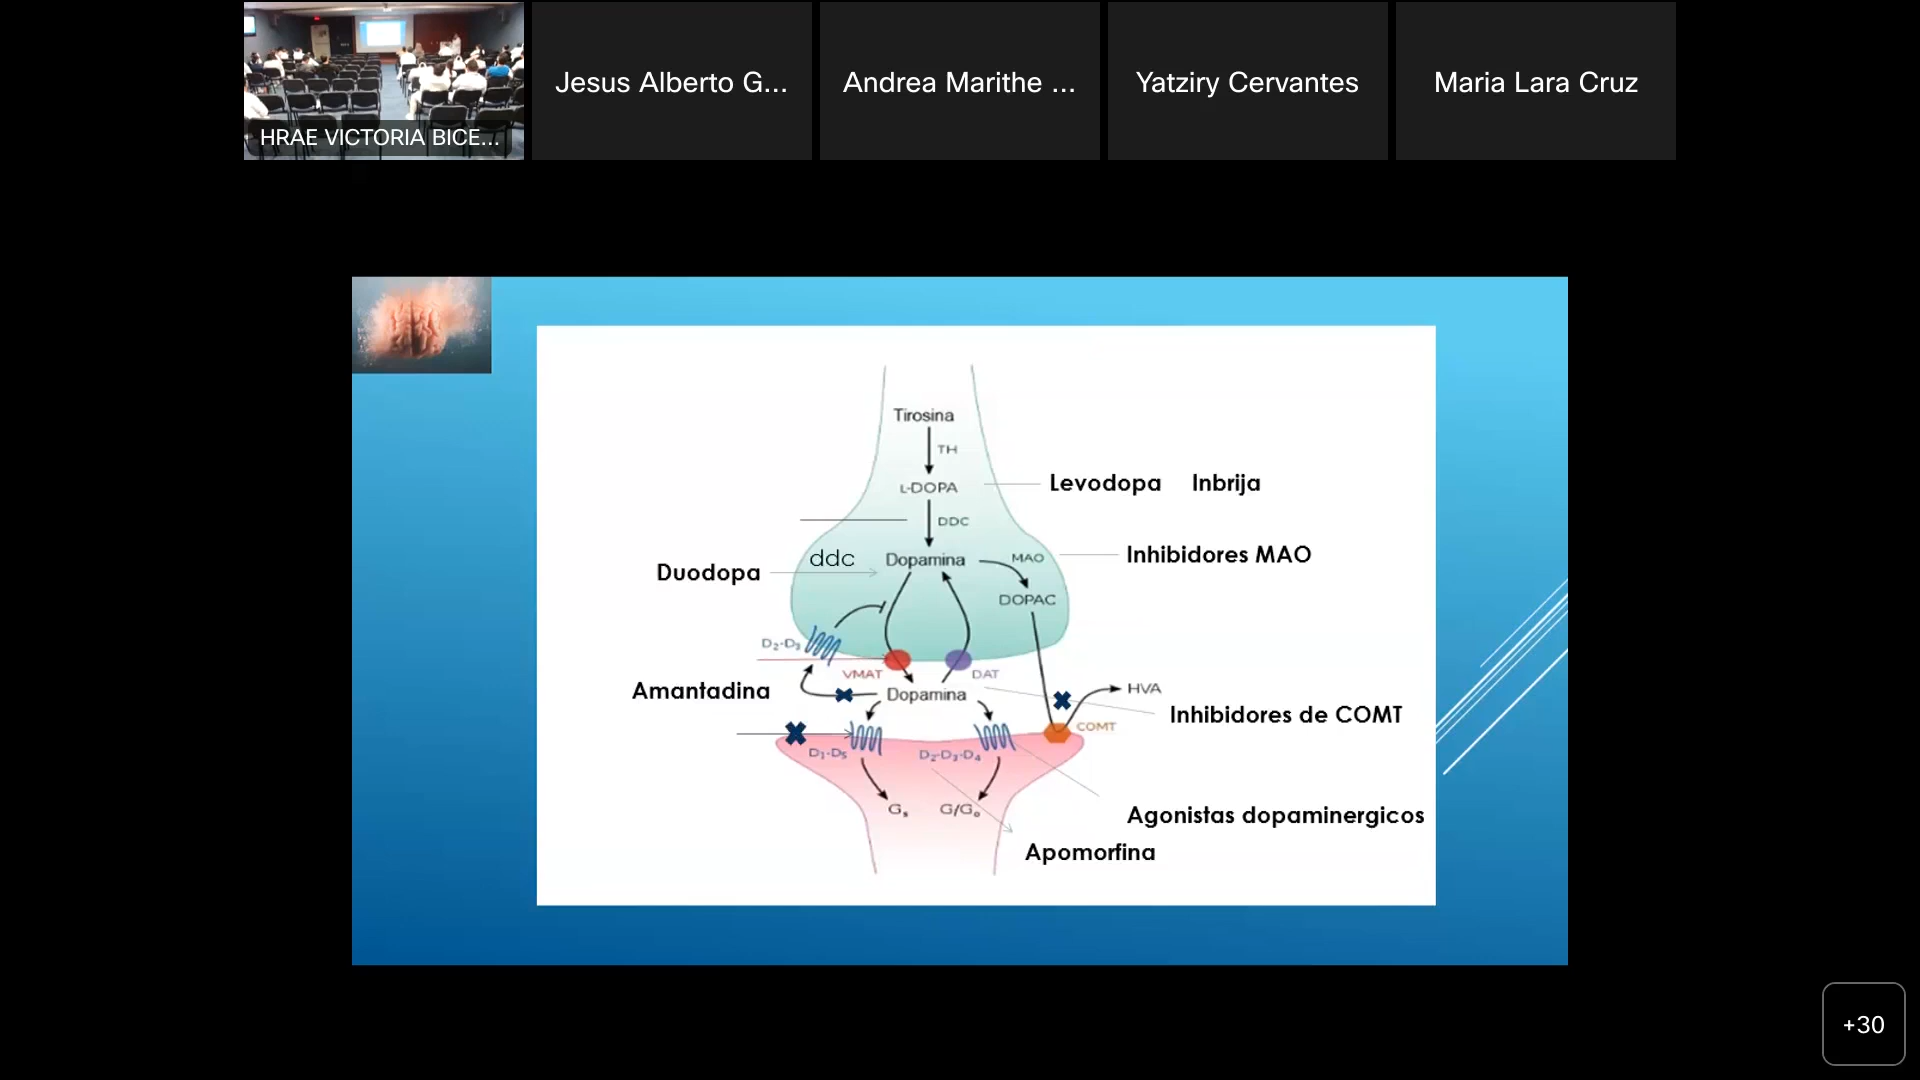 HRAE VICTORIA BICE...
Jesus Alberto G...
Andrea Marithe ...
Yatziry Cervantes
Maria Lara Cruz
Tirosina
TH
L-DOPA
Levodopa Inbrija
DDC
ddc
Dopamina
MAO
Inhibidores MAO
Duodopa
DOPAC
D₂-D₃
VMAT
DAT
Amantadina
Dopamina
HVA
Inhibidores de COMT
COMT
D₁-D₅
D₂-D₃-D₄
Gₛ
G/Gₒ
Agonistas dopaminergicos
Apomorfina
+30